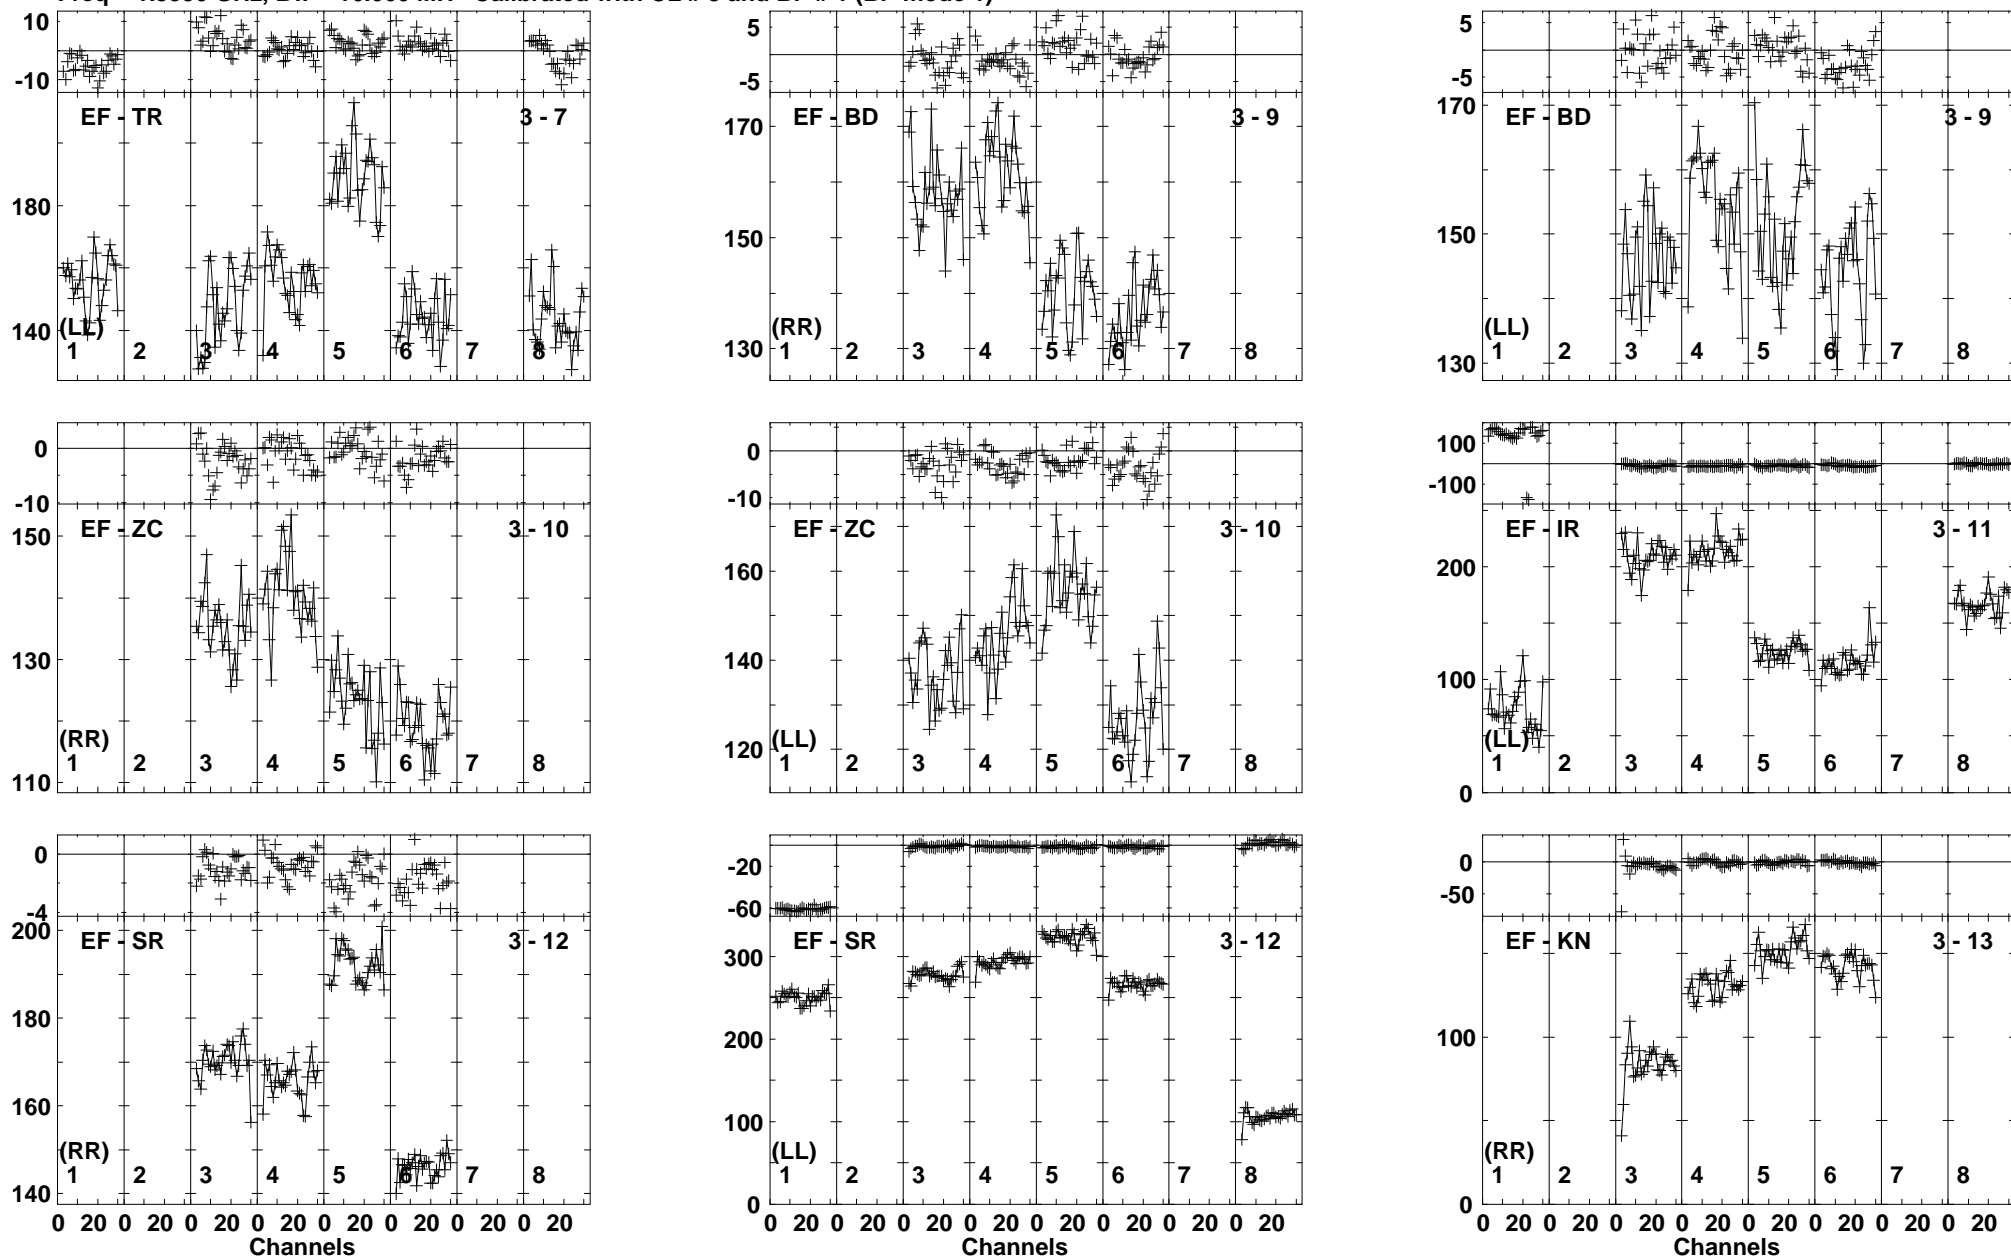 10
-10
EF - TR
3 - 7
180
140
(LL)
1 2 3 4 5 6 7 8
5
-5
EF - BD
3 - 9
170
150
130
(RR)
1 2 3 4 5 6 7 8
5
-5
EF - BD
3 - 9
170
150
130
(LL)
1 2 3 4 5 6 7 8
0
-10
EF - ZC
3 - 10
150
130
110
(RR)
1 2 3 4 5 6 7 8
0
-10
EF - ZC
3 - 10
160
140
120
(LL)
1 2 3 4 5 6 7 8
100
-100
EF - IR
3 - 11
200
100
0
(LL)
1 2 3 4 5 6 7 8
0
-4
EF - SR
3 - 12
200
180
160
140
(RR)
1 2 3 4 5 6 7 8
0 20 0 20 0 20 0 20 0 20 0 20 0 20 0 20
Channels
-20
-60
EF - SR
3 - 12
300
200
100
0
(LL)
1 2 3 4 5 6 7 8
0 20 0 20 0 20 0 20 0 20 0 20 0 20 0 20
Channels
0
-50
EF - KN
3 - 13
100
0
(RR)
1 2 3 4 5 6 7 8
0 20 0 20 0 20 0 20 0 20 0 20 0 20 0 20
Channels